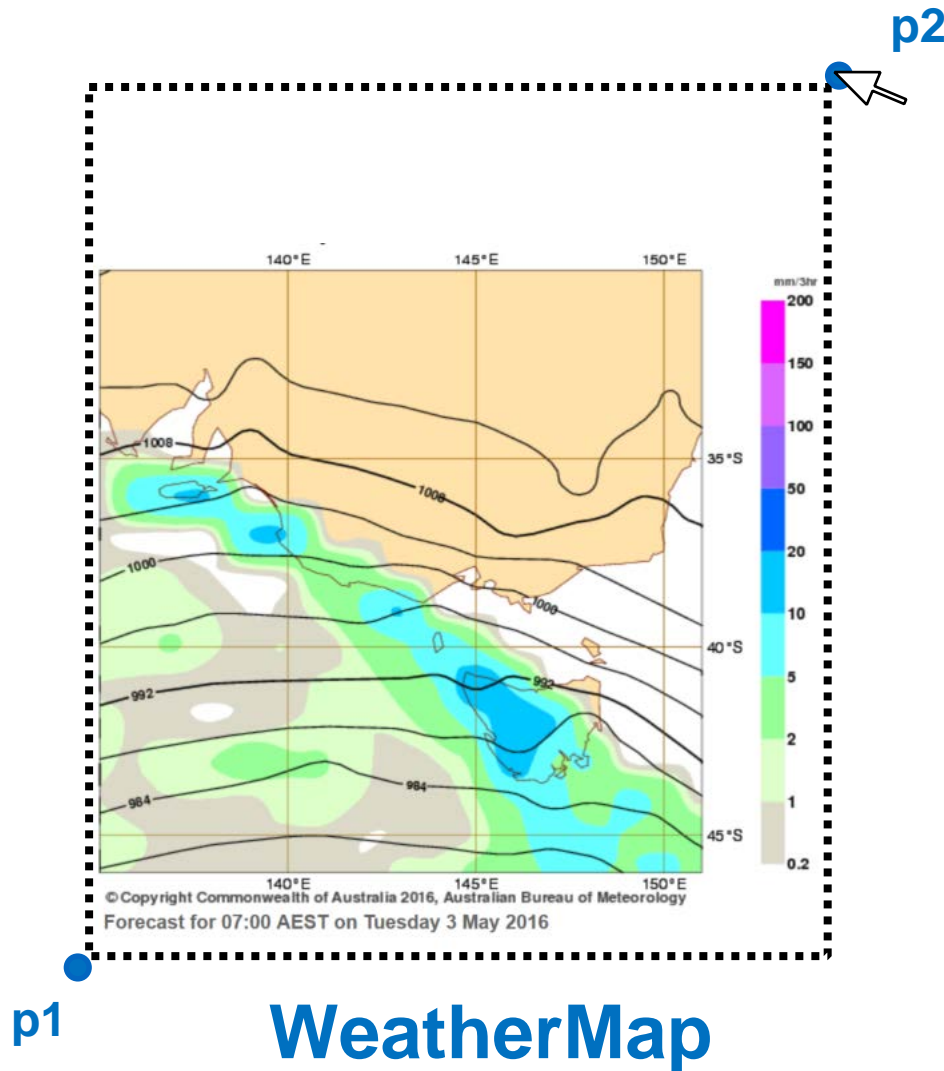 p2
140°E 145°E 150°E
mm/3hr
200
150
100
50
20
10
5
2
1
0.2
1008
1008
35°S
1000
1000
40°S
992
992
984
984
45°S
140°E 145°E 150°E
©Copyright Commonwealth of Australia 2016, Australian Bureau of Meteorology
Forecast for 07:00 AEST on Tuesday 3 May 2016
p1
WeatherMap